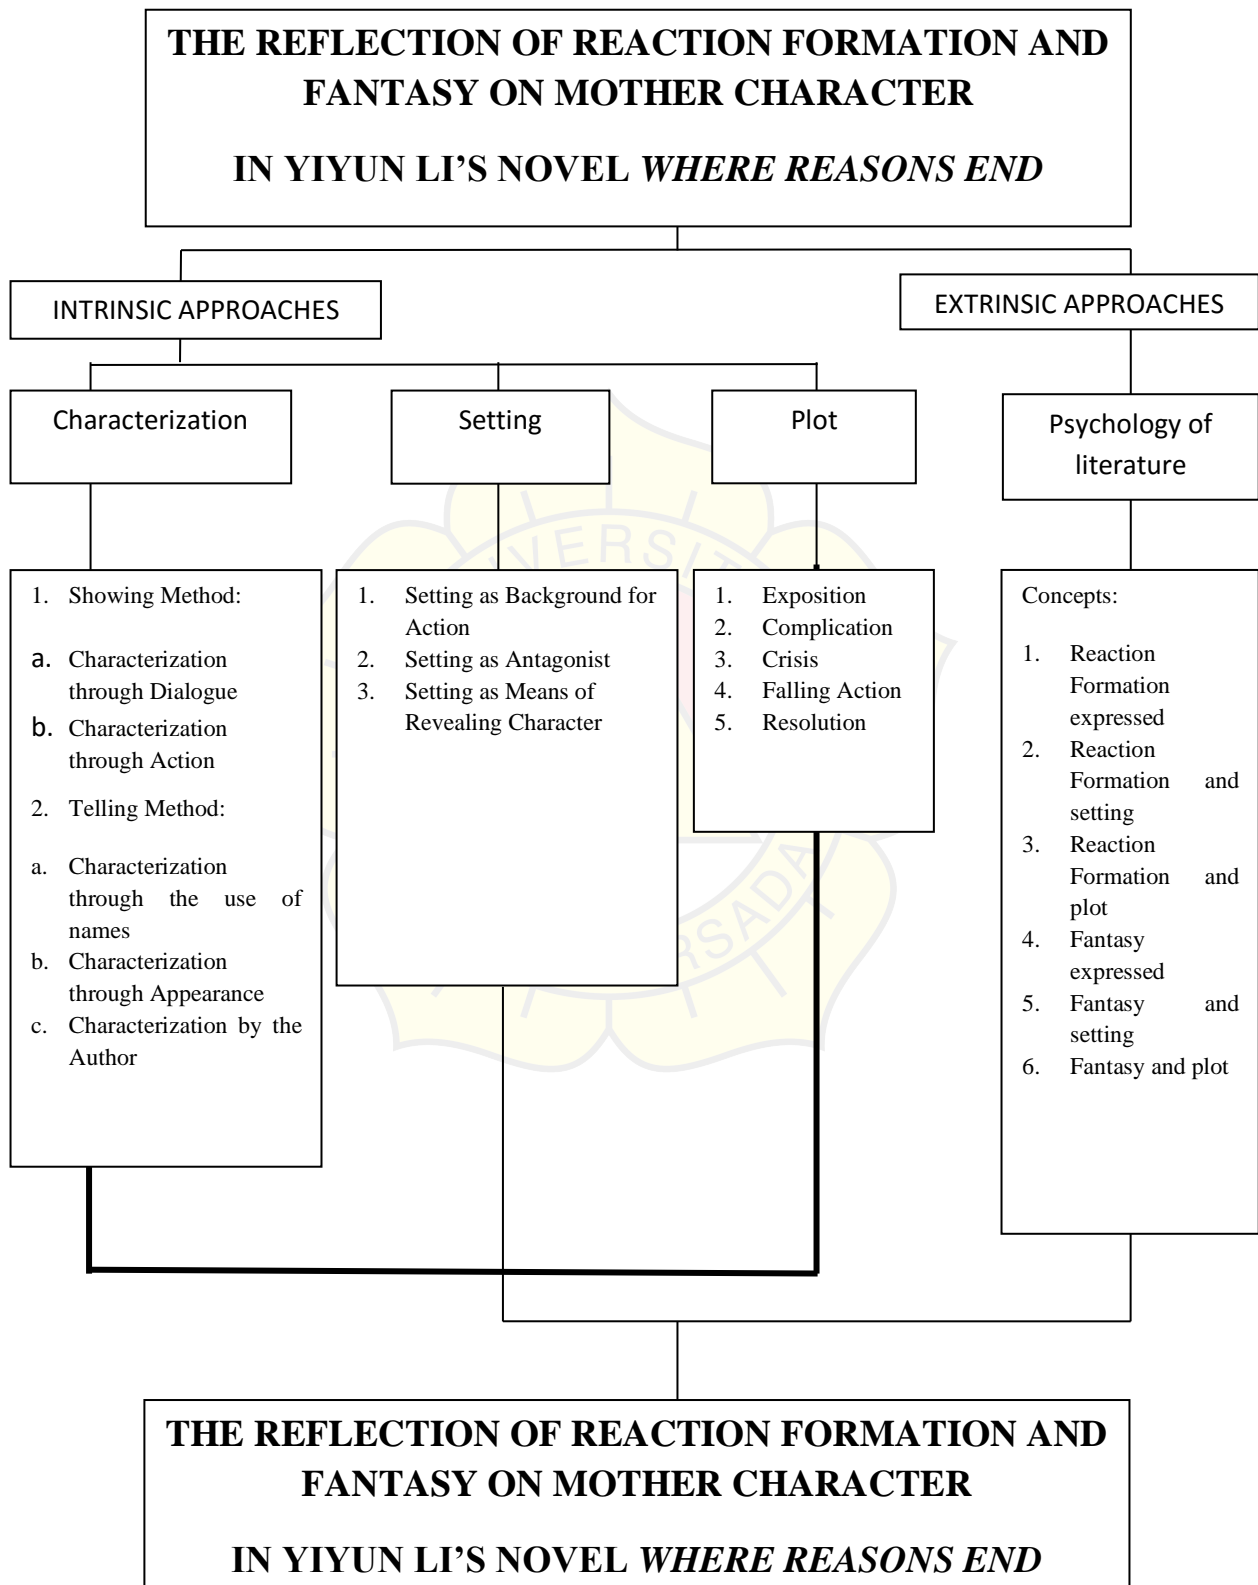 THE REFLECTION OF REACTION FORMATION AND
FANTASY ON MOTHER CHARACTER
IN YIYUN LI’S NOVEL WHERE REASONS END
INTRINSIC APPROACHES
EXTRINSIC APPROACHES
Characterization
Setting
Plot
Psychology of
literature
1. Showing Method:
a. Characterization
through Dialogue
b. Characterization
through Action
2. Telling Method:
a. Characterization
through the use of
names
b. Characterization
through Appearance
c. Characterization by the
Author
1. Setting as Background for
Action
2. Setting as Antagonist
3. Setting as Means of
Revealing Character
1. Exposition
2. Complication
3. Crisis
4. Falling Action
5. Resolution
Concepts:
1. Reaction
Formation
expressed
2. Reaction
Formation and
setting
3. Reaction
Formation and
plot
4. Fantasy
expressed
5. Fantasy and
setting
6. Fantasy and plot
THE REFLECTION OF REACTION FORMATION AND
FANTASY ON MOTHER CHARACTER
IN YIYUN LI’S NOVEL WHERE REASONS END